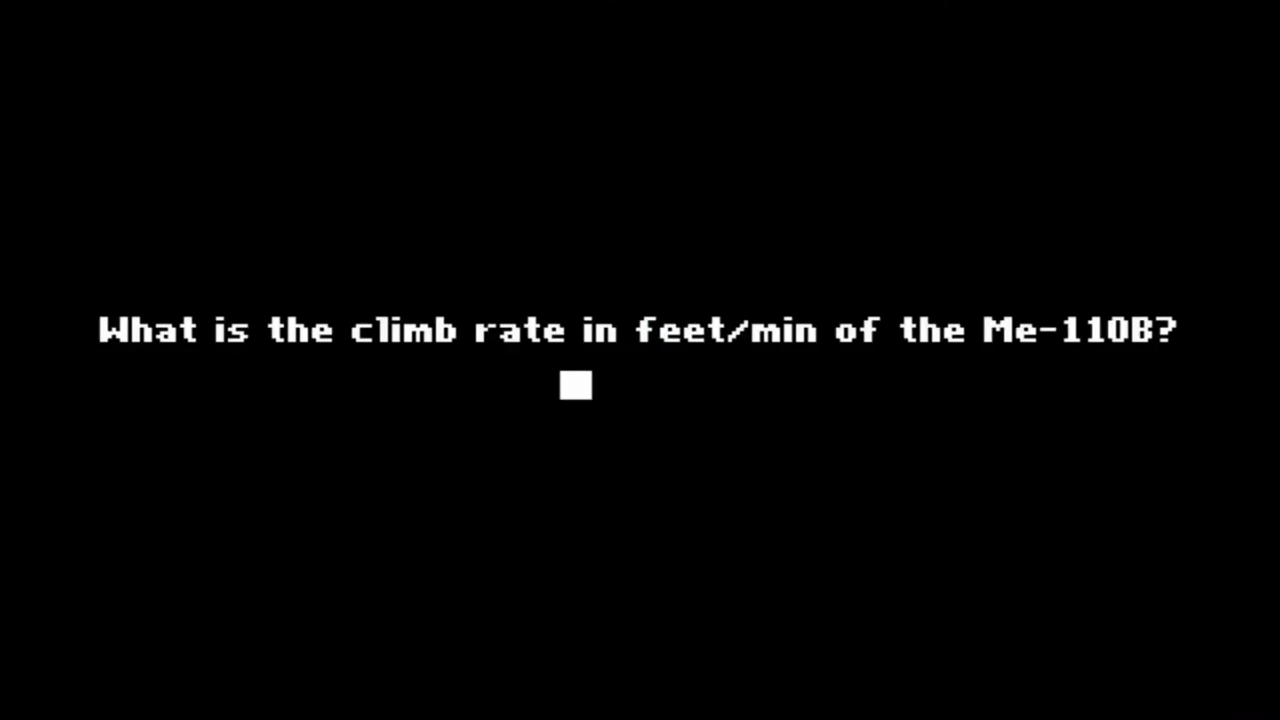 What is the climb rate in feet/min of the Me-110B?